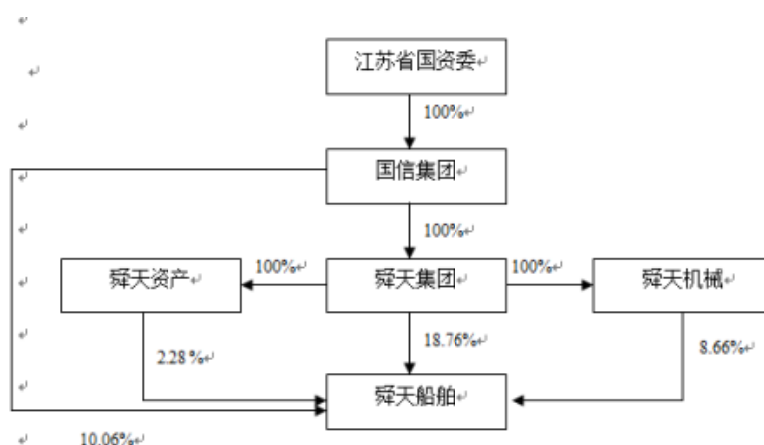 江苏省国资委
100%
国信集团
100%
舜天资产
100%
舜天集团
100%
舜天机械
2.28%
18.76%
8.66%
舜天船舶
10.06%